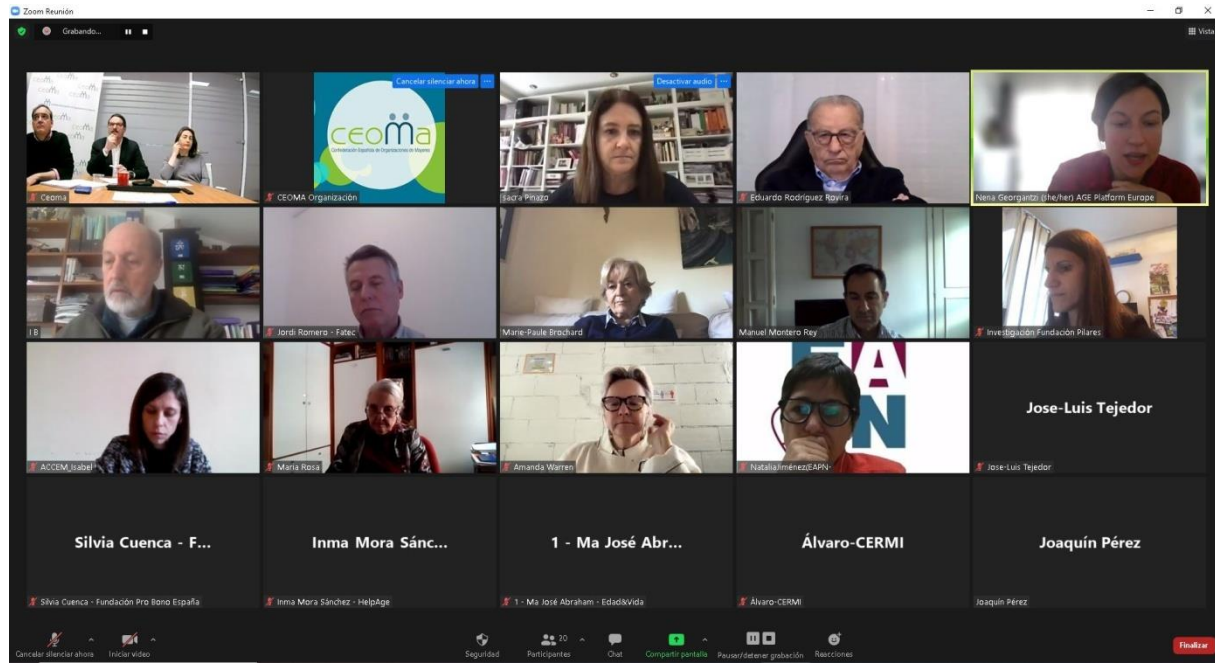 Zoom Reunión
Grabando...
Vista
ceoma
Ceoma
Cancelar silenciar ahora
ceoma
Confederación Española de Organizaciones de Mayores
CEOMA Organización
Desactivar audio
sacra Pinazo
Eduardo Rodríguez Rovira
Nena Georgantzi (she/her) AGE Platform Europe
I B
Jordi Romero - Fatec
Marie-Paule Brochard
Manuel Montero Rey
Investigación Fundación Pilares
ACCEM_Isabel
María Rosa
Amanda Warren
EAPN
NataliaJiménez(EAPN-
Jose-Luis Tejedor
Jose-Luis Tejedor
Silvia Cuenca - F...
Silvia Cuenca - Fundación Pro Bono España
Inma Mora Sánc...
Inma Mora Sánchez - HelpAge
1 - Ma José Abr...
1 - Ma José Abraham - Edad&Vida
Álvaro-CERMI
Álvaro-CERMI
Joaquín Pérez
Joaquín Pérez
Cancelar silenciar ahora
Iniciar video
Seguridad
Participantes
20
Chat
Compartir pantalla
Pausar/detener grabación
Reacciones
Finalizar